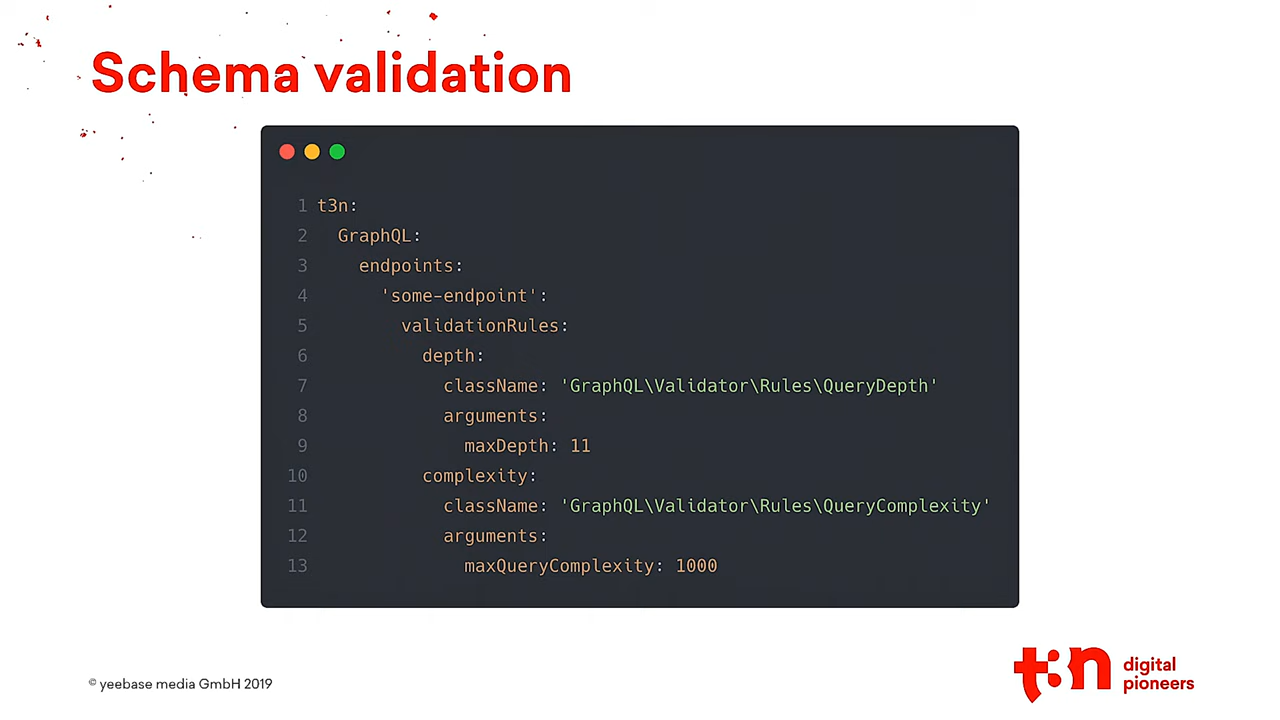 Schema validation
1 t3n:
2   GraphQL:
3     endpoints:
4       'some-endpoint':
5         validationRules:
6           depth:
7             className: 'GraphQL\Validator\Rules\QueryDepth'
8             arguments:
9               maxDepth: 11
10           complexity:
11             className: 'GraphQL\Validator\Rules\QueryComplexity'
12             arguments:
13               maxQueryComplexity: 1000
© yeebase media GmbH 2019
t3n digital
pioneers